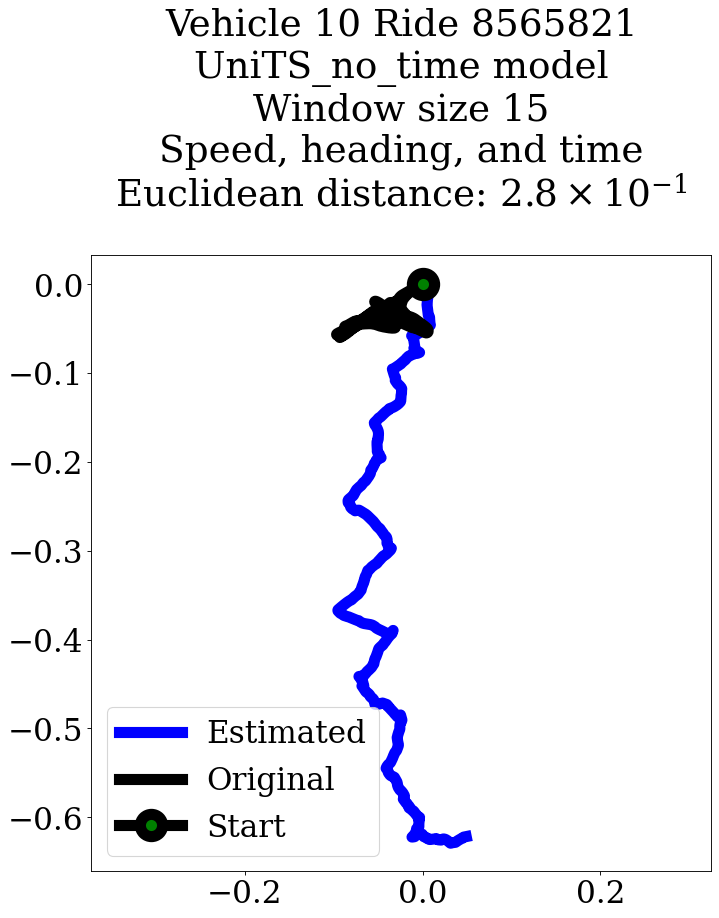 Vehicle 10 Ride 8565821
UniTS_no_time model
Window size 15
Speed, heading, and time
Euclidean distance: 2.8 × 10⁻¹
0.0
−0.1
−0.2
−0.3
−0.4
−0.5
−0.6
Estimated
Original
Start
−0.2 0.0 0.2